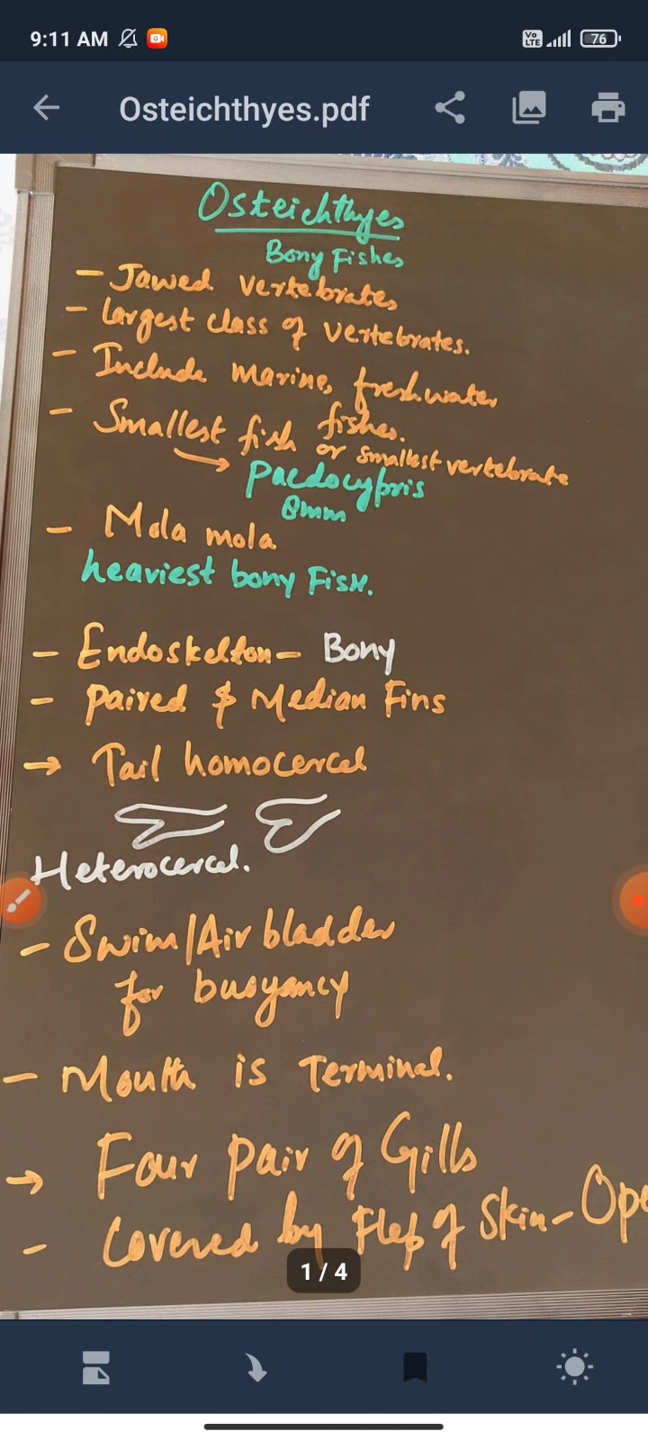 9:11 AM
Vo LTE 76
Osteichthyes.pdf
Osteichthyes
Bony Fishes
- Jawed vertebrates
- Largest class of vertebrates.
- Include marine, freshwater
fishes.
- Smallest fish or smallest vertebrate
→ Paedocypris
8mm
- Mola mola
heaviest bony Fish.
- Endoskelton - Bony
- Paired & Median Fins
→ Tail homocercal
Heterocercal.
- Swim/Air bladder
for buoyancy
- Mouth is Terminal.
→ Four pair of Gills
- Covered by Flap of Skin - Ope
1 / 4